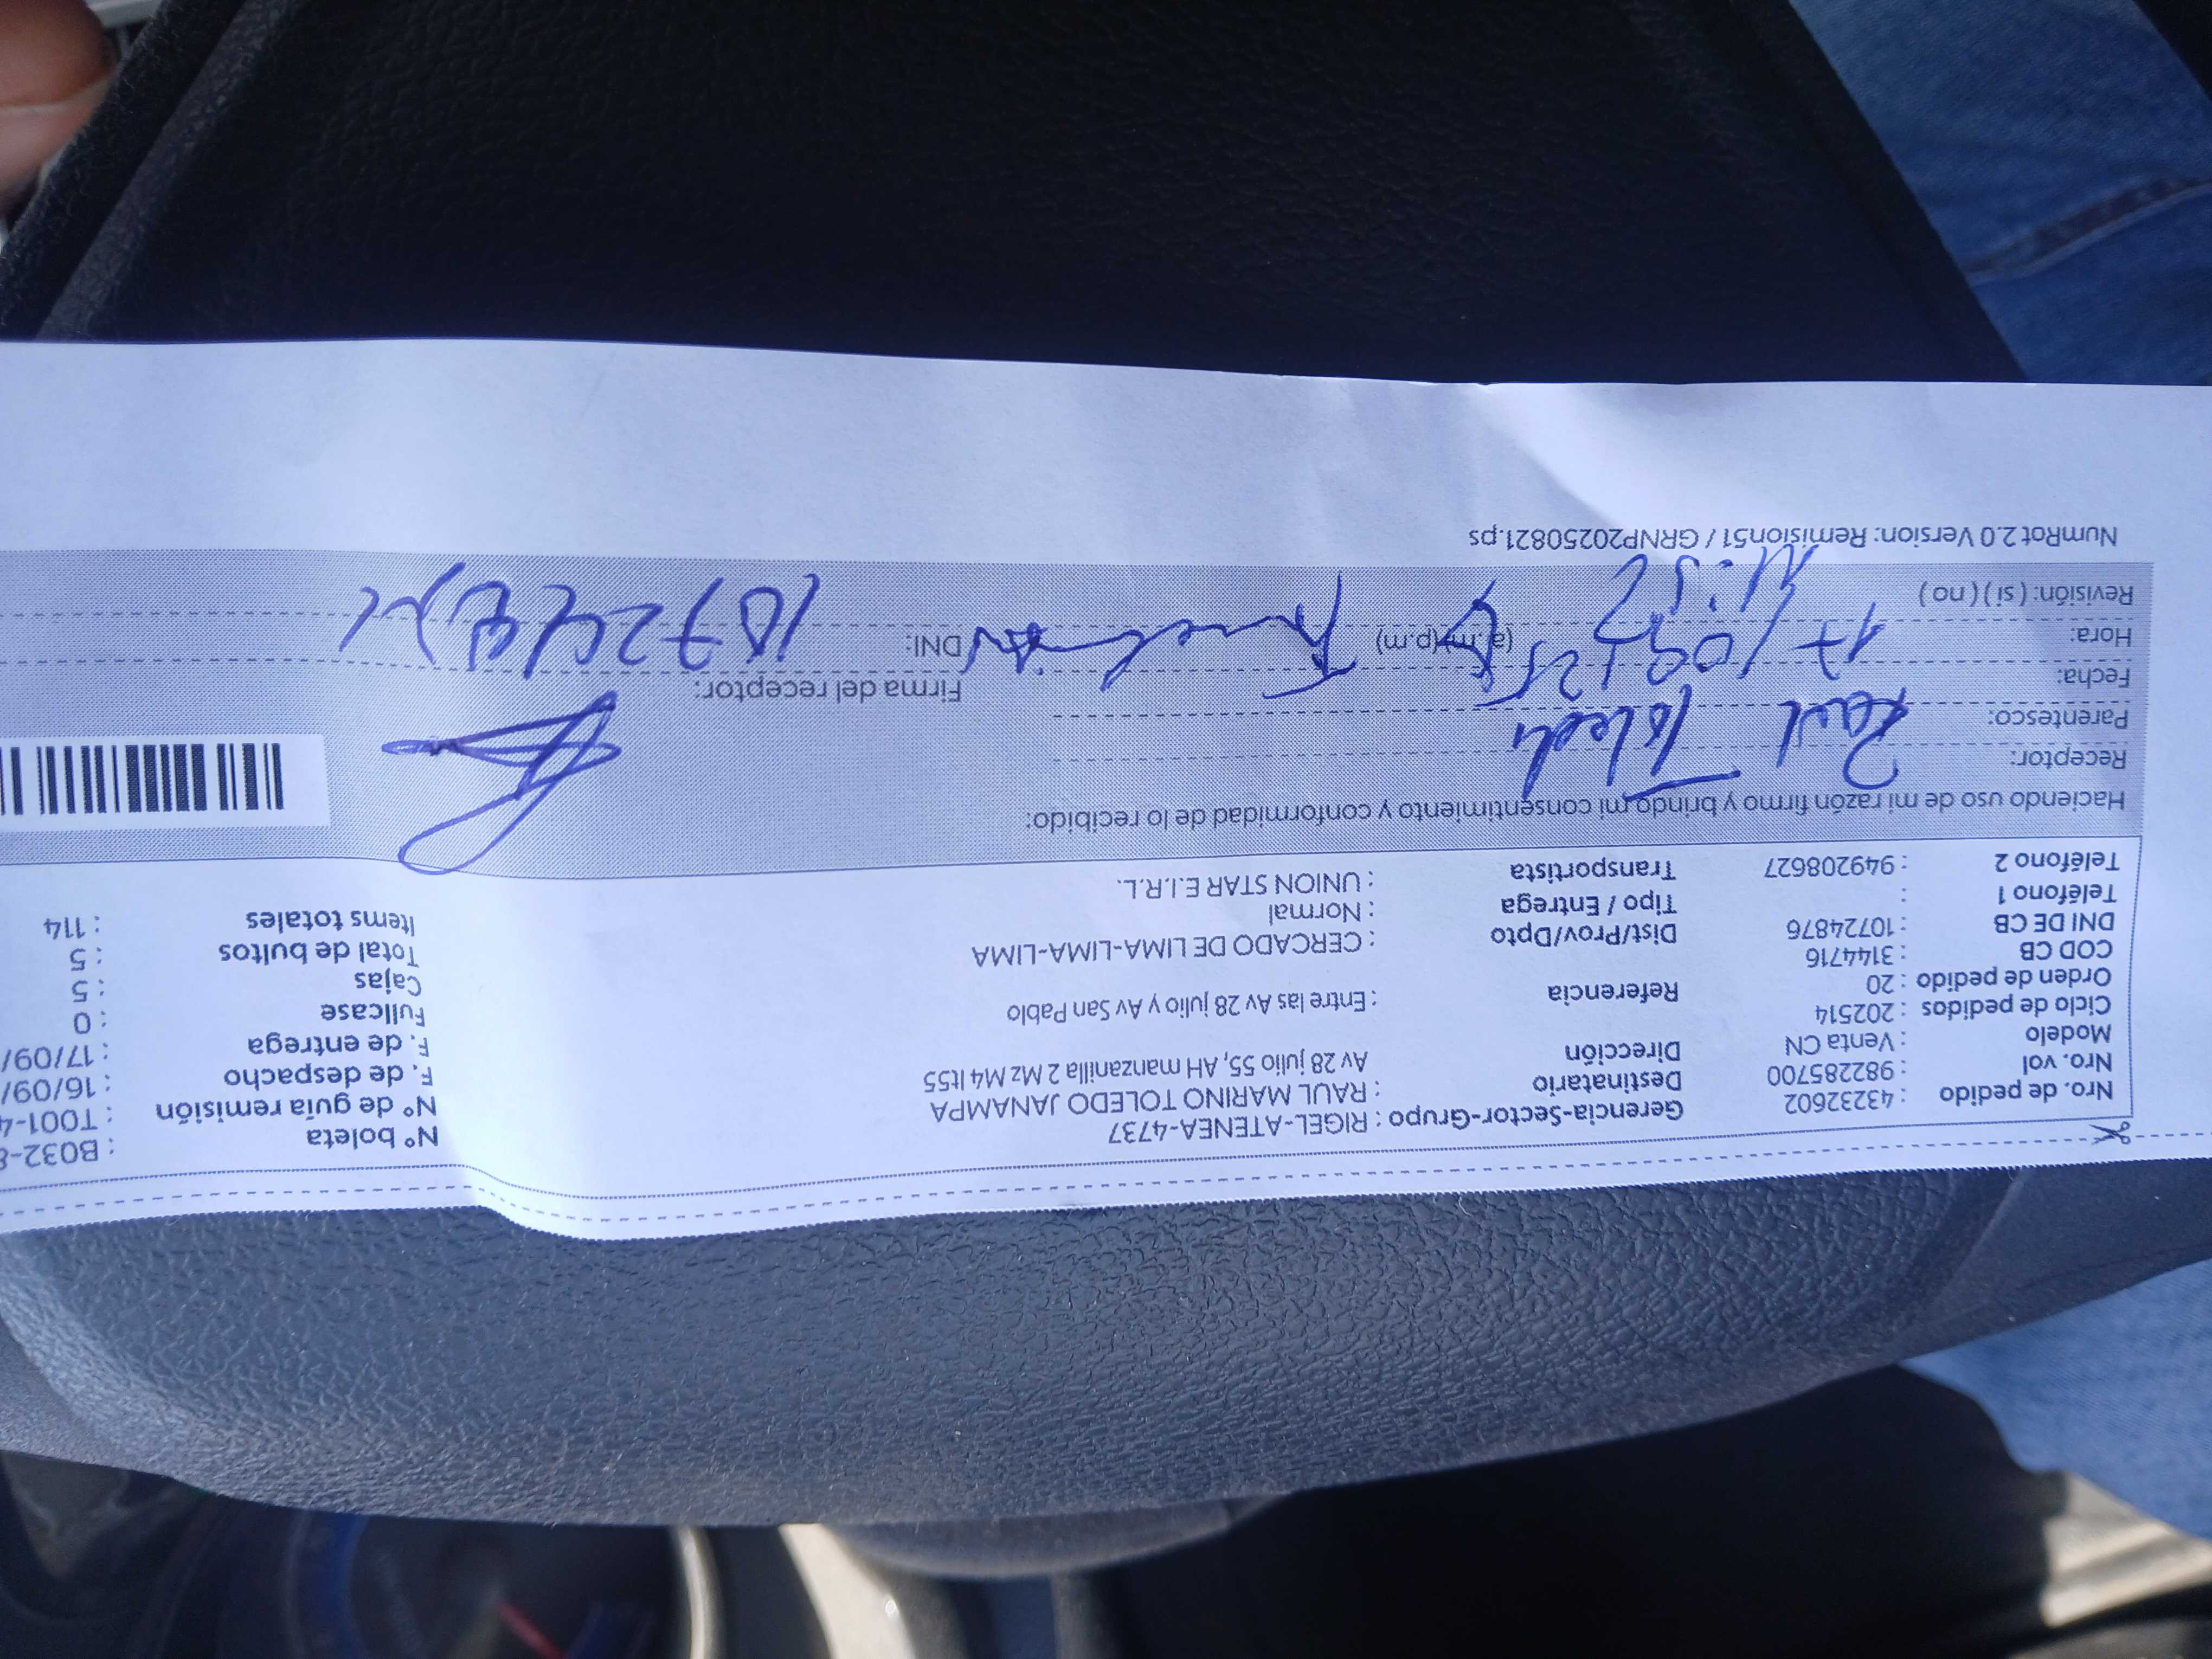 Nro. de pedido : 43232602
Nro. vol : 982285700
Modelo : Venta CN
Ciclo de pedidos : 202514
Orden de pedido : 20
COD CB : 3144716
DNI DE CB : 10724876
Teléfono 1 :
Teléfono 2 : 949208627
Gerencia-Sector-Grupo : RIGEL-ATENEA-4737
Destinatario : RAUL MARINO TOLEDO JANAMPA
Dirección Av 28 julio 55, AH manzanilla 2 Mz M4 lt55
Referencia : Entre las Av 28 julio y Av San Pablo
Dist/Prov/Dpto : CERCADO DE LIMA-LIMA-LIMA
Tipo / Entrega : Normal
Transportista : UNION STAR E.I.R.L.
N° boleta : B032-8
N° de guía remisión : T001-4
F. de despacho : 16/09/
F. de entrega : 17/09/
Fullcase : 0
Cajas : 5
Total de bultos : 5
Items totales : 114
Haciendo uso de mi razón firmo y brindo mi consentimiento y conformidad de lo recibido:
Receptor: Raul Toledo
Parentesco:
Fecha: 17/09/25
Hora: 11:52 (a.m) (p.m)
Revisión: ( si ) ( no )
Firma del receptor:
DNI:
NumRot 2.0 Version: Remision51 / GRNP20250821.ps